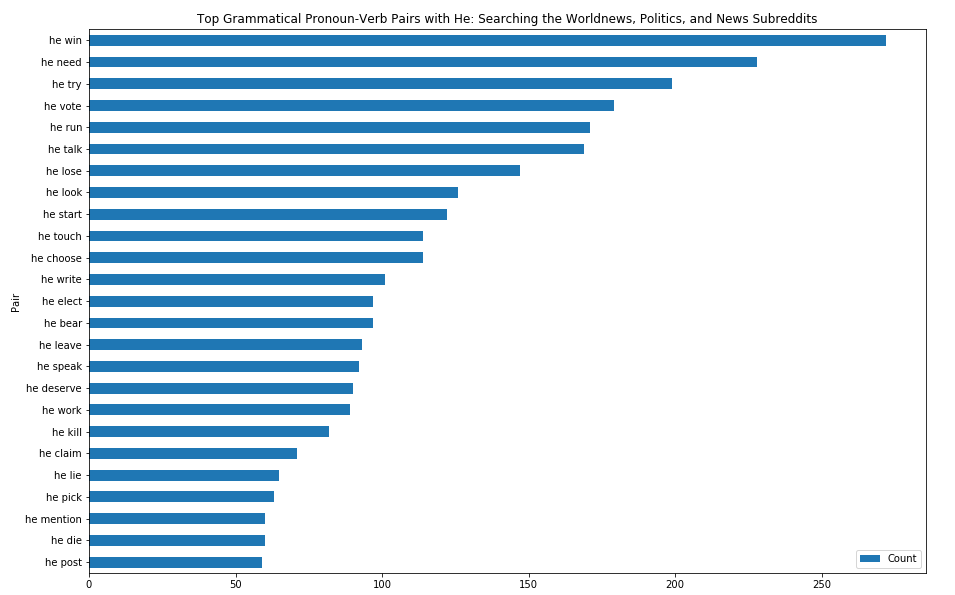 Top Grammatical Pronoun-Verb Pairs with He: Searching the Worldnews, Politics, and News Subreddits
he win
he need
he try
he vote
he run
he talk
he lose
he look
he start
he touch
he choose
he write
he elect
he bear
he leave
he speak
he deserve
he work
he kill
he claim
he lie
he pick
he mention
he die
he post
Pair
Count
0 50 100 150 200 250